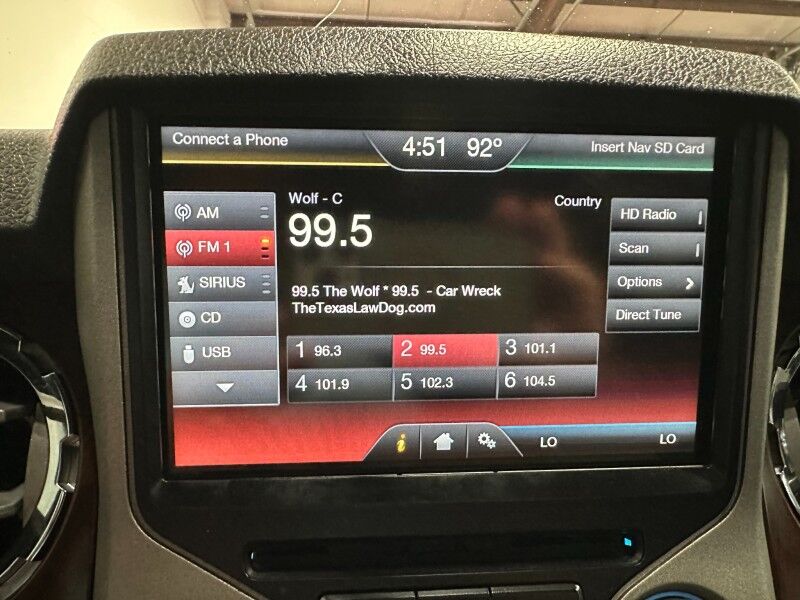 Connect a Phone
4:51 92°
Insert Nav SD Card
AM
FM 1
SIRIUS
CD
USB
Wolf - C
Country
99.5
99.5 The Wolf * 99.5 - Car Wreck
TheTexasLawDog.com
1 96.3
2 99.5
3 101.1
4 101.9
5 102.3
6 104.5
HD Radio
Scan
Options
Direct Tune
i
LO
LO